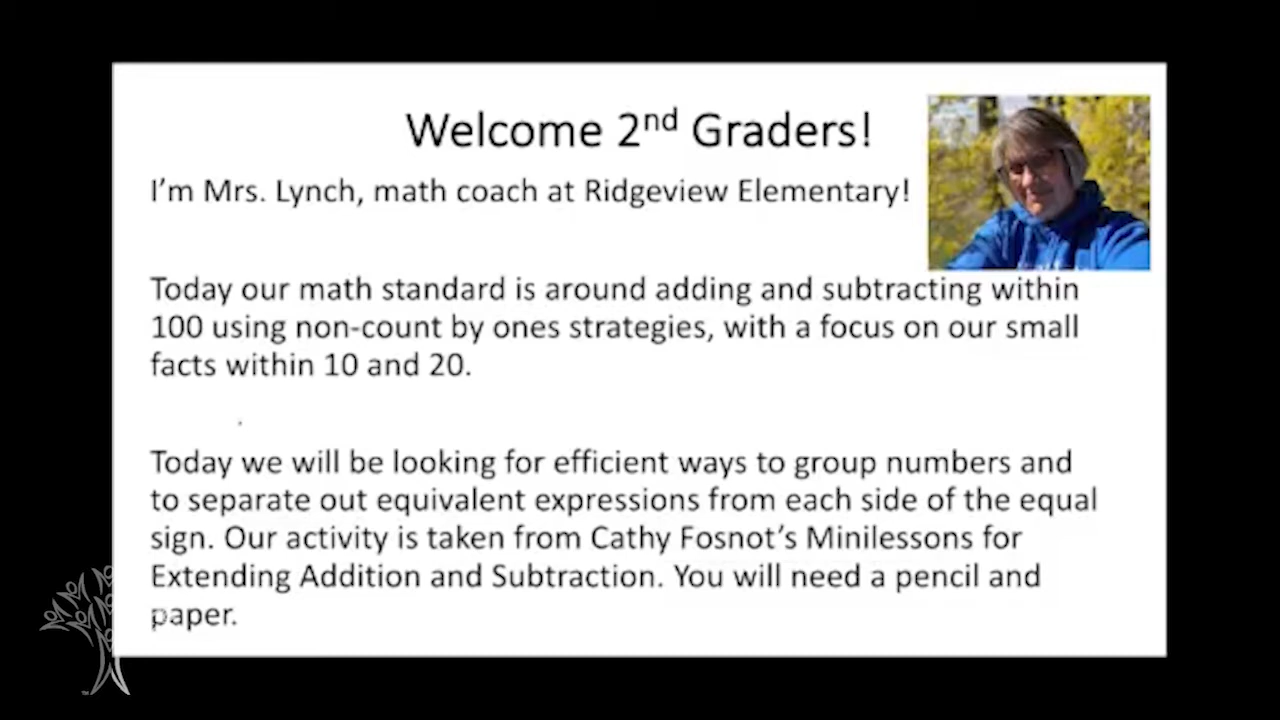 Welcome 2nd Graders!
I'm Mrs. Lynch, math coach at Ridgeview Elementary!
Today our math standard is around adding and subtracting within
100 using non-count by ones strategies, with a focus on our small
facts within 10 and 20.
Today we will be looking for efficient ways to group numbers and
to separate out equivalent expressions from each side of the equal
sign. Our activity is taken from Cathy Fosnot's Minilessons for
Extending Addition and Subtraction. You will need a pencil and
paper.